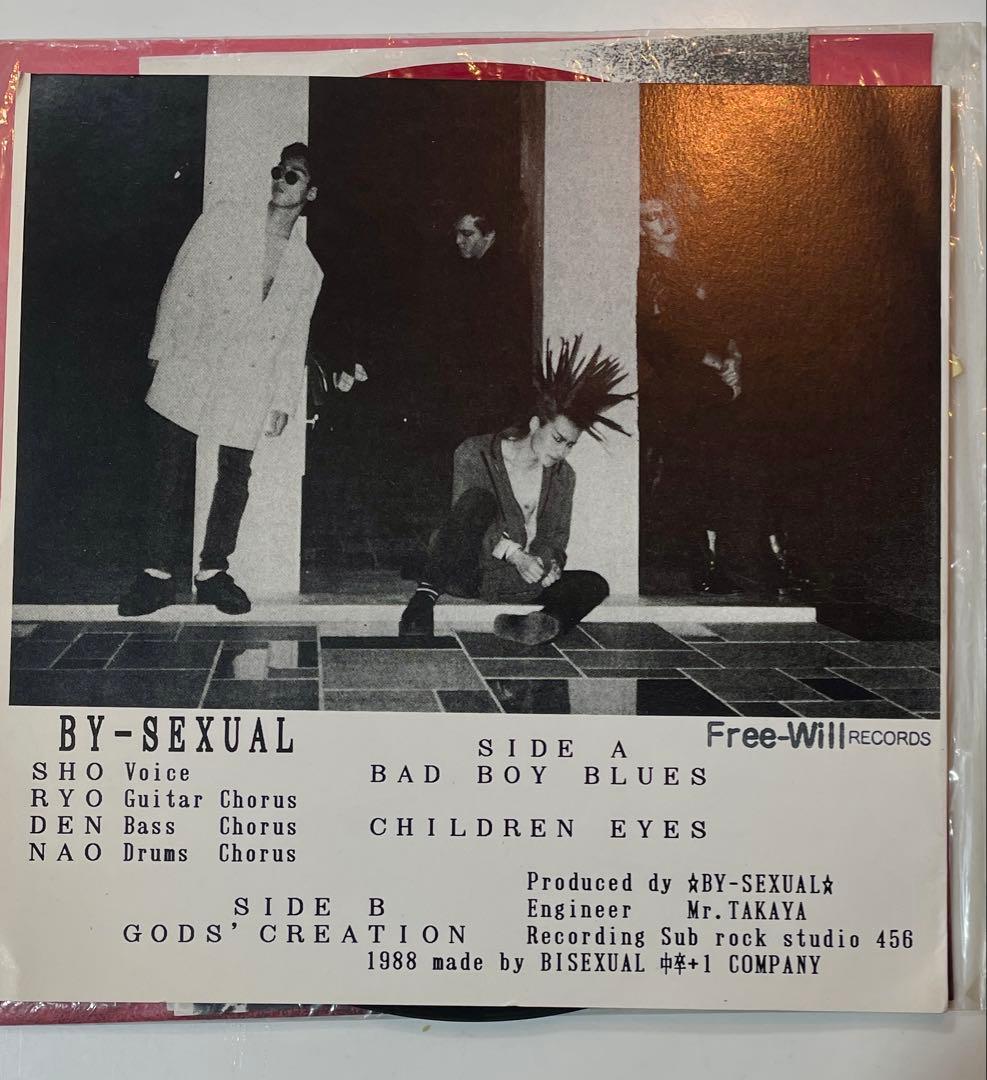 BY-SEXUAL
SHO Voice
RYO Guitar Chorus
DEN Bass Chorus
NAO Drums Chorus
SIDE A
BAD BOY BLUES
CHILDREN EYES
Free-Will RECORDS
SIDE B
GODS' CREATION
Produced dy ☆BY-SEXUAL☆
Engineer Mr.TAKAYA
Recording Sub rock studio 456
1988 made by BISEXUAL 中卒+1 COMPANY